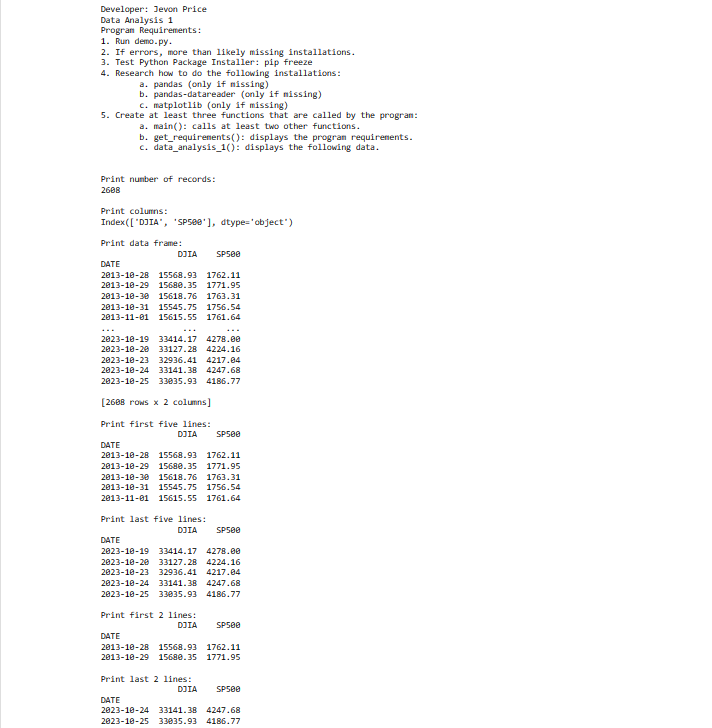 Developer: Jevon Price
Data Analysis 1
Program Requirements:
1. Run demo.py.
2. If errors, more than likely missing installations.
3. Test Python Package Installer: pip freeze
4. Research how to do the following installations:
a. pandas (only if missing)
b. pandas-datareader (only if missing)
c. matplotlib (only if missing)
5. Create at least three functions that are called by the program:
a. main(): calls at least two other functions.
b. get_requirements(): displays the program requirements.
c. data_analysis_1(): displays the following data.
Print number of records:
2608
Print columns:
Index(['DJIA', 'SP500'], dtype='object')
Print data frame:
DJIA SP500
DATE
2013-10-28 15568.93 1762.11
2013-10-29 15680.35 1771.95
2013-10-30 15618.76 1763.31
2013-10-31 15545.75 1756.54
2013-11-01 15615.55 1761.64
... ... ...
2023-10-19 33414.17 4278.00
2023-10-20 33127.28 4224.16
2023-10-23 32936.41 4217.04
2023-10-24 33141.38 4247.68
2023-10-25 33035.93 4186.77
[2608 rows x 2 columns]
Print first five lines:
DJIA SP500
DATE
2013-10-28 15568.93 1762.11
2013-10-29 15680.35 1771.95
2013-10-30 15618.76 1763.31
2013-10-31 15545.75 1756.54
2013-11-01 15615.55 1761.64
Print last five lines:
DJIA SP500
DATE
2023-10-19 33414.17 4278.00
2023-10-20 33127.28 4224.16
2023-10-23 32936.41 4217.04
2023-10-24 33141.38 4247.68
2023-10-25 33035.93 4186.77
Print first 2 lines:
DJIA SP500
DATE
2013-10-28 15568.93 1762.11
2013-10-29 15680.35 1771.95
Print last 2 lines:
DJIA SP500
DATE
2023-10-24 33141.38 4247.68
2023-10-25 33035.93 4186.77